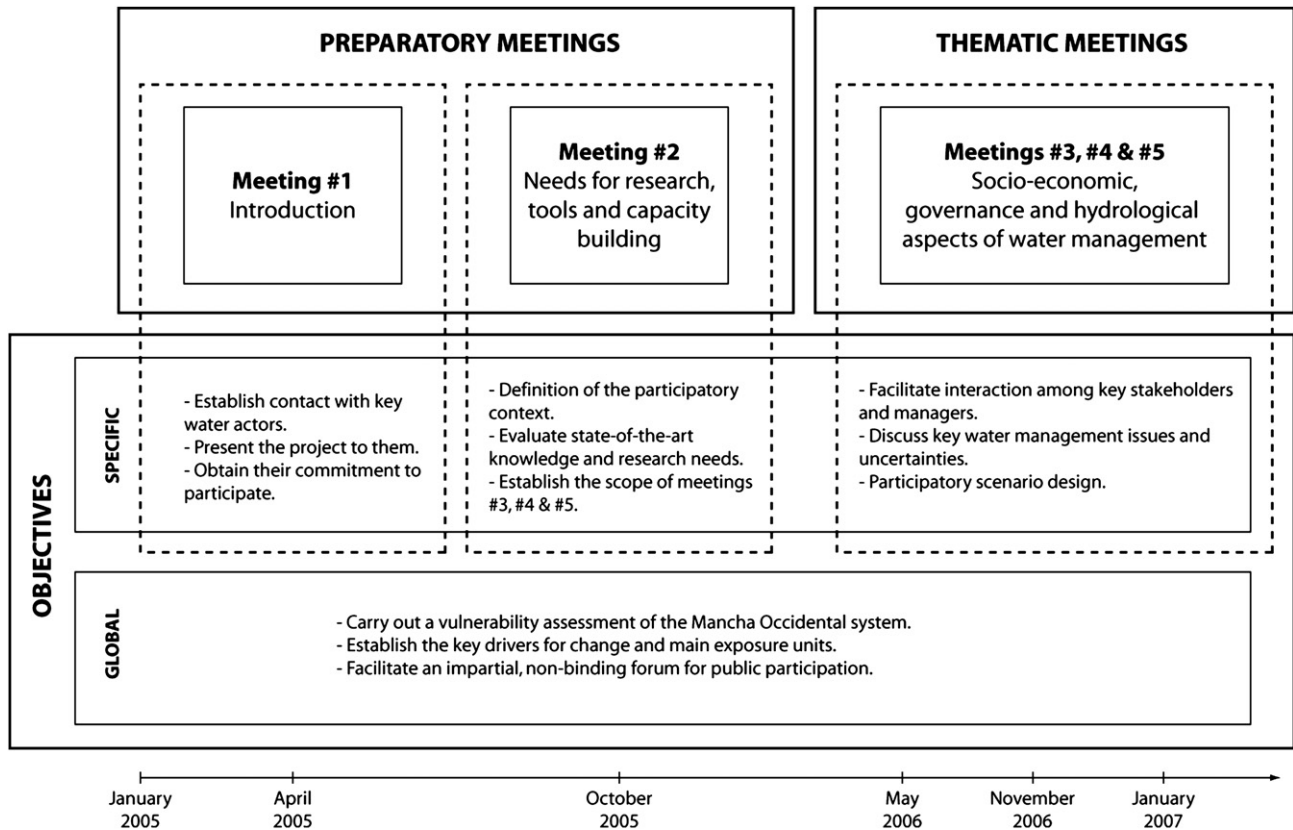 PREPARATORY MEETINGS
THEMATIC MEETINGS
Meeting #1
Introduction
Meeting #2
Needs for research,
tools and capacity
building
Meetings #3, #4 & #5
Socio-economic,
governance and hydrological
aspects of water management
OBJECTIVES
SPECIFIC
- Establish contact with key
water actors.
- Present the project to them.
- Obtain their commitment to
participate.
- Definition of the participatory
context.
- Evaluate state-of-the-art
knowledge and research needs.
- Establish the scope of meetings
#3, #4 & #5.
- Facilitate interaction among key stakeholders
and managers.
- Discuss key water management issues and
uncertainties.
- Participatory scenario design.
GLOBAL
- Carry out a vulnerability assessment of the Mancha Occidental system.
- Establish the key drivers for change and main exposure units.
- Facilitate an impartial, non-binding forum for public participation.
January
2005
April
2005
October
2005
May
2006
November
2006
January
2007